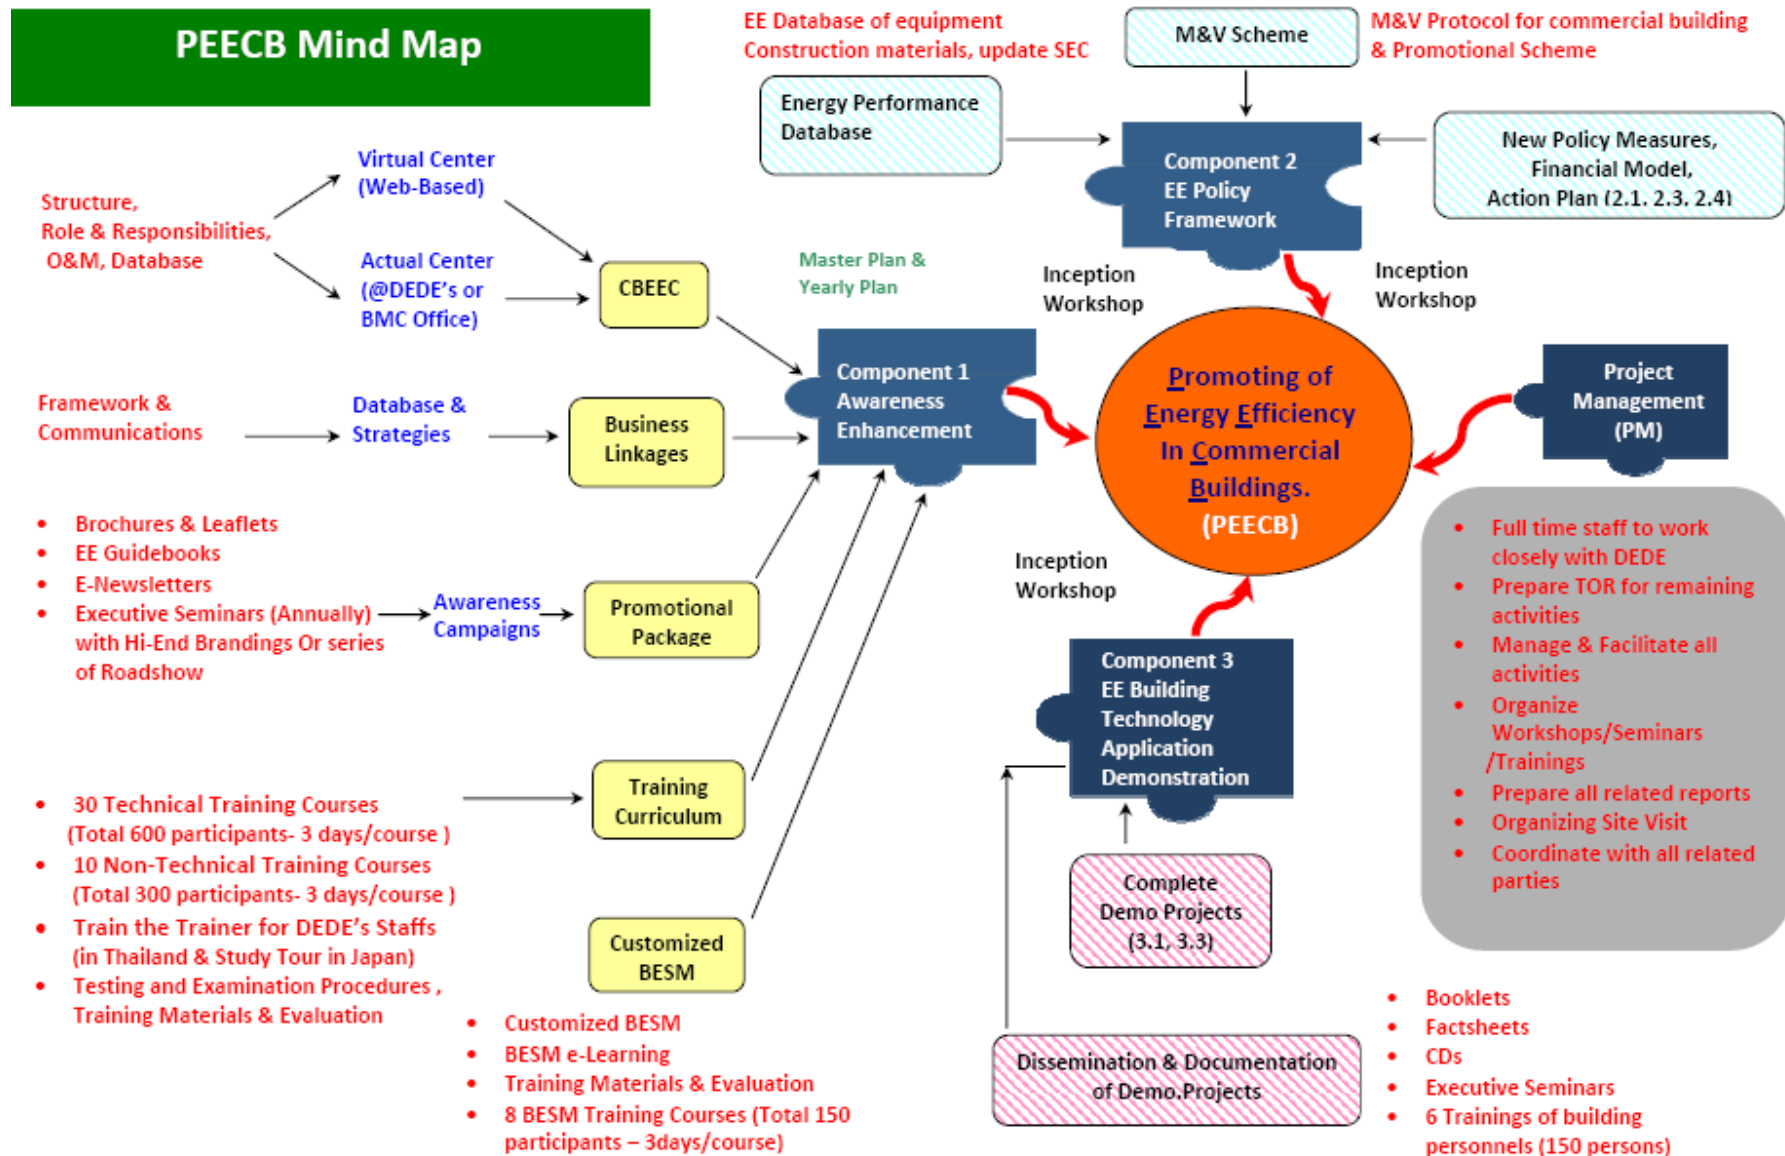 PEECB Mind Map
EE Database of equipment
Construction materials, update SEC
M&V Scheme
M&V Protocol for commercial building
& Promotional Scheme
Energy Performance
Database
Component 2
EE Policy
Framework
New Policy Measures,
Financial Model,
Action Plan (2.1, 2.3, 2.4)
Virtual Center
(Web-Based)
Structure,
Role & Responsibilities,
O&M, Database
Actual Center
(@DEDE's or
BMC Office)
CBEEC
Master Plan &
Yearly Plan
Inception
Workshop
Inception
Workshop
Component 1
Awareness
Enhancement
Promoting of
Energy Efficiency
In Commercial
Buildings.
(PEECB)
Project
Management
(PM)
Framework &
Communications
Database &
Strategies
Business
Linkages
• Brochures & Leaflets
• EE Guidebooks
• E-Newsletters
• Executive Seminars (Annually)
with Hi-End Brandings Or series
of Roadshow
Awareness
Campaigns
Promotional
Package
Inception
Workshop
Component 3
EE Building
Technology
Application
Demonstration
• Full time staff to work
closely with DEDE
• Prepare TOR for remaining
activities
• Manage & Facilitate all
activities
• Organize
Workshops/Seminars
/Trainings
• Prepare all related reports
• Organizing Site Visit
• Coordinate with all related
parties
• 30 Technical Training Courses
(Total 600 participants- 3 days/course )
• 10 Non-Technical Training Courses
(Total 300 participants- 3 days/course )
• Train the Trainer for DEDE's Staffs
(in Thailand & Study Tour in Japan)
• Testing and Examination Procedures ,
Training Materials & Evaluation
Training
Curriculum
Customized
BESM
Complete
Demo Projects
(3.1, 3.3)
• Customized BESM
• BESM e-Learning
• Training Materials & Evaluation
• 8 BESM Training Courses (Total 150
participants – 3days/course)
Dissemination & Documentation
of Demo.Projects
• Booklets
• Factsheets
• CDs
• Executive Seminars
• 6 Trainings of building
personnels (150 persons)